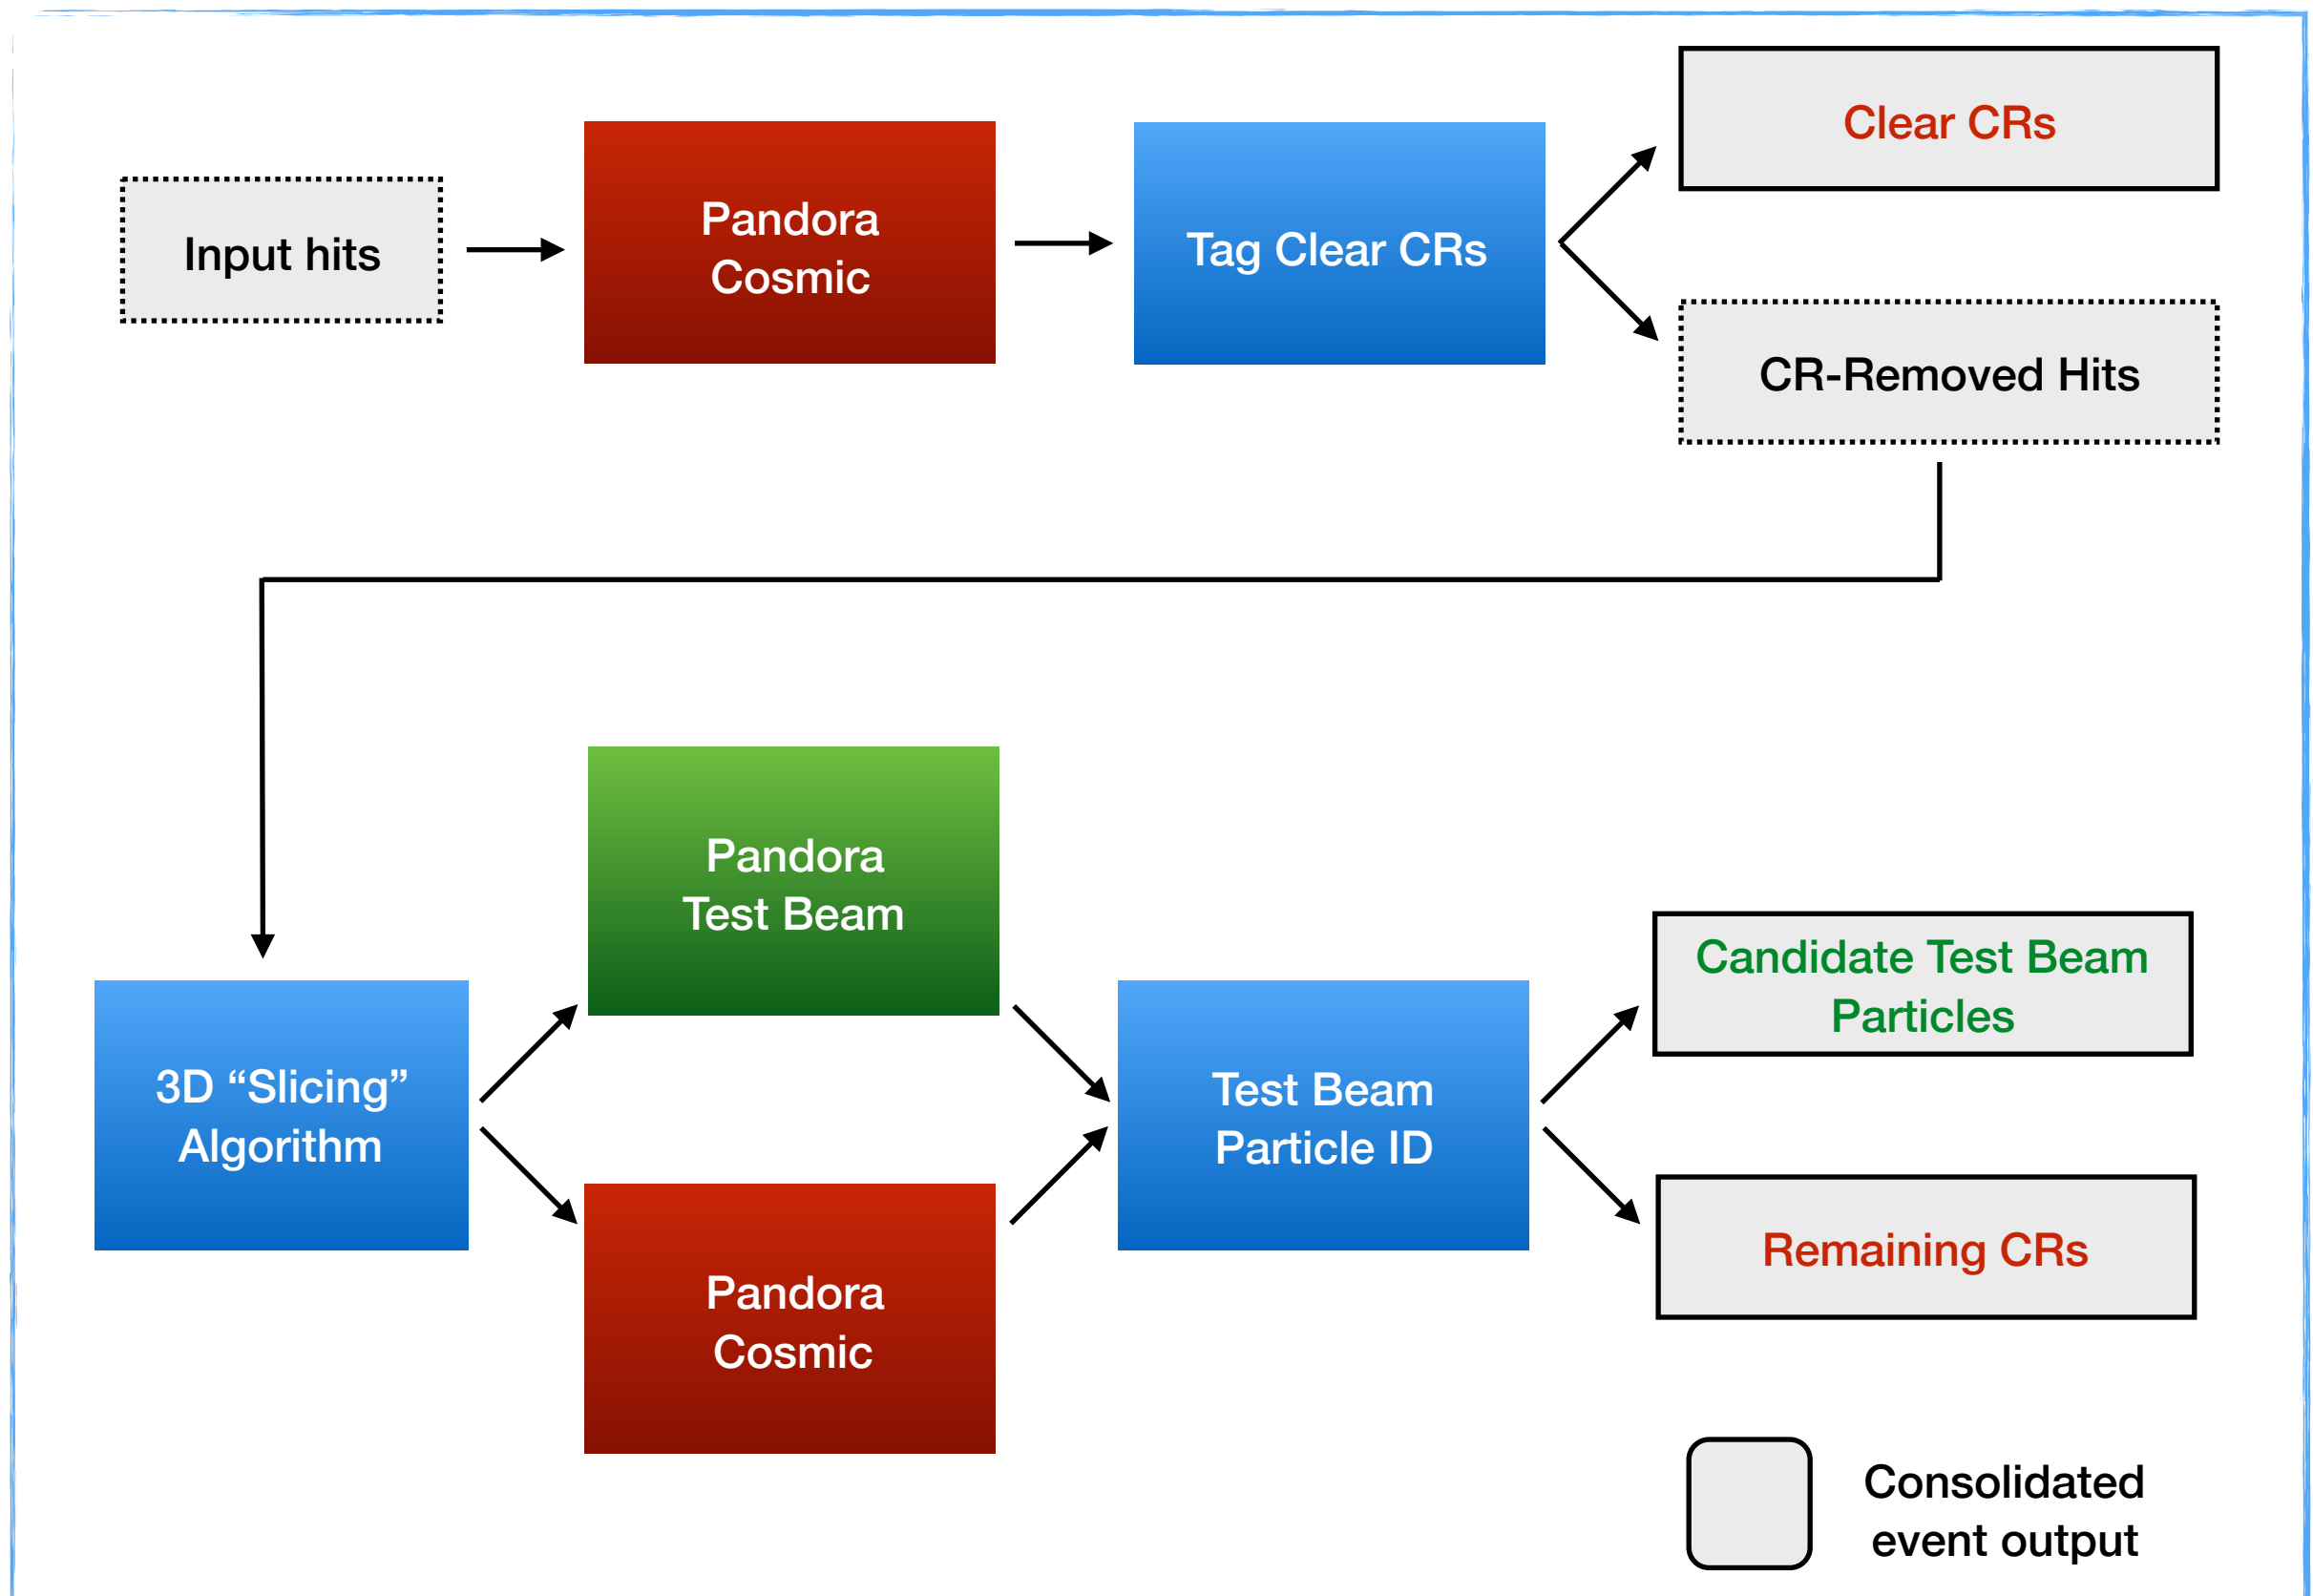 Input hits
Pandora
Cosmic
Tag Clear CRs
Clear CRs
CR-Removed Hits
3D “Slicing”
Algorithm
Pandora
Test Beam
Pandora
Cosmic
Test Beam
Particle ID
Candidate Test Beam
Particles
Remaining CRs
Consolidated
event output